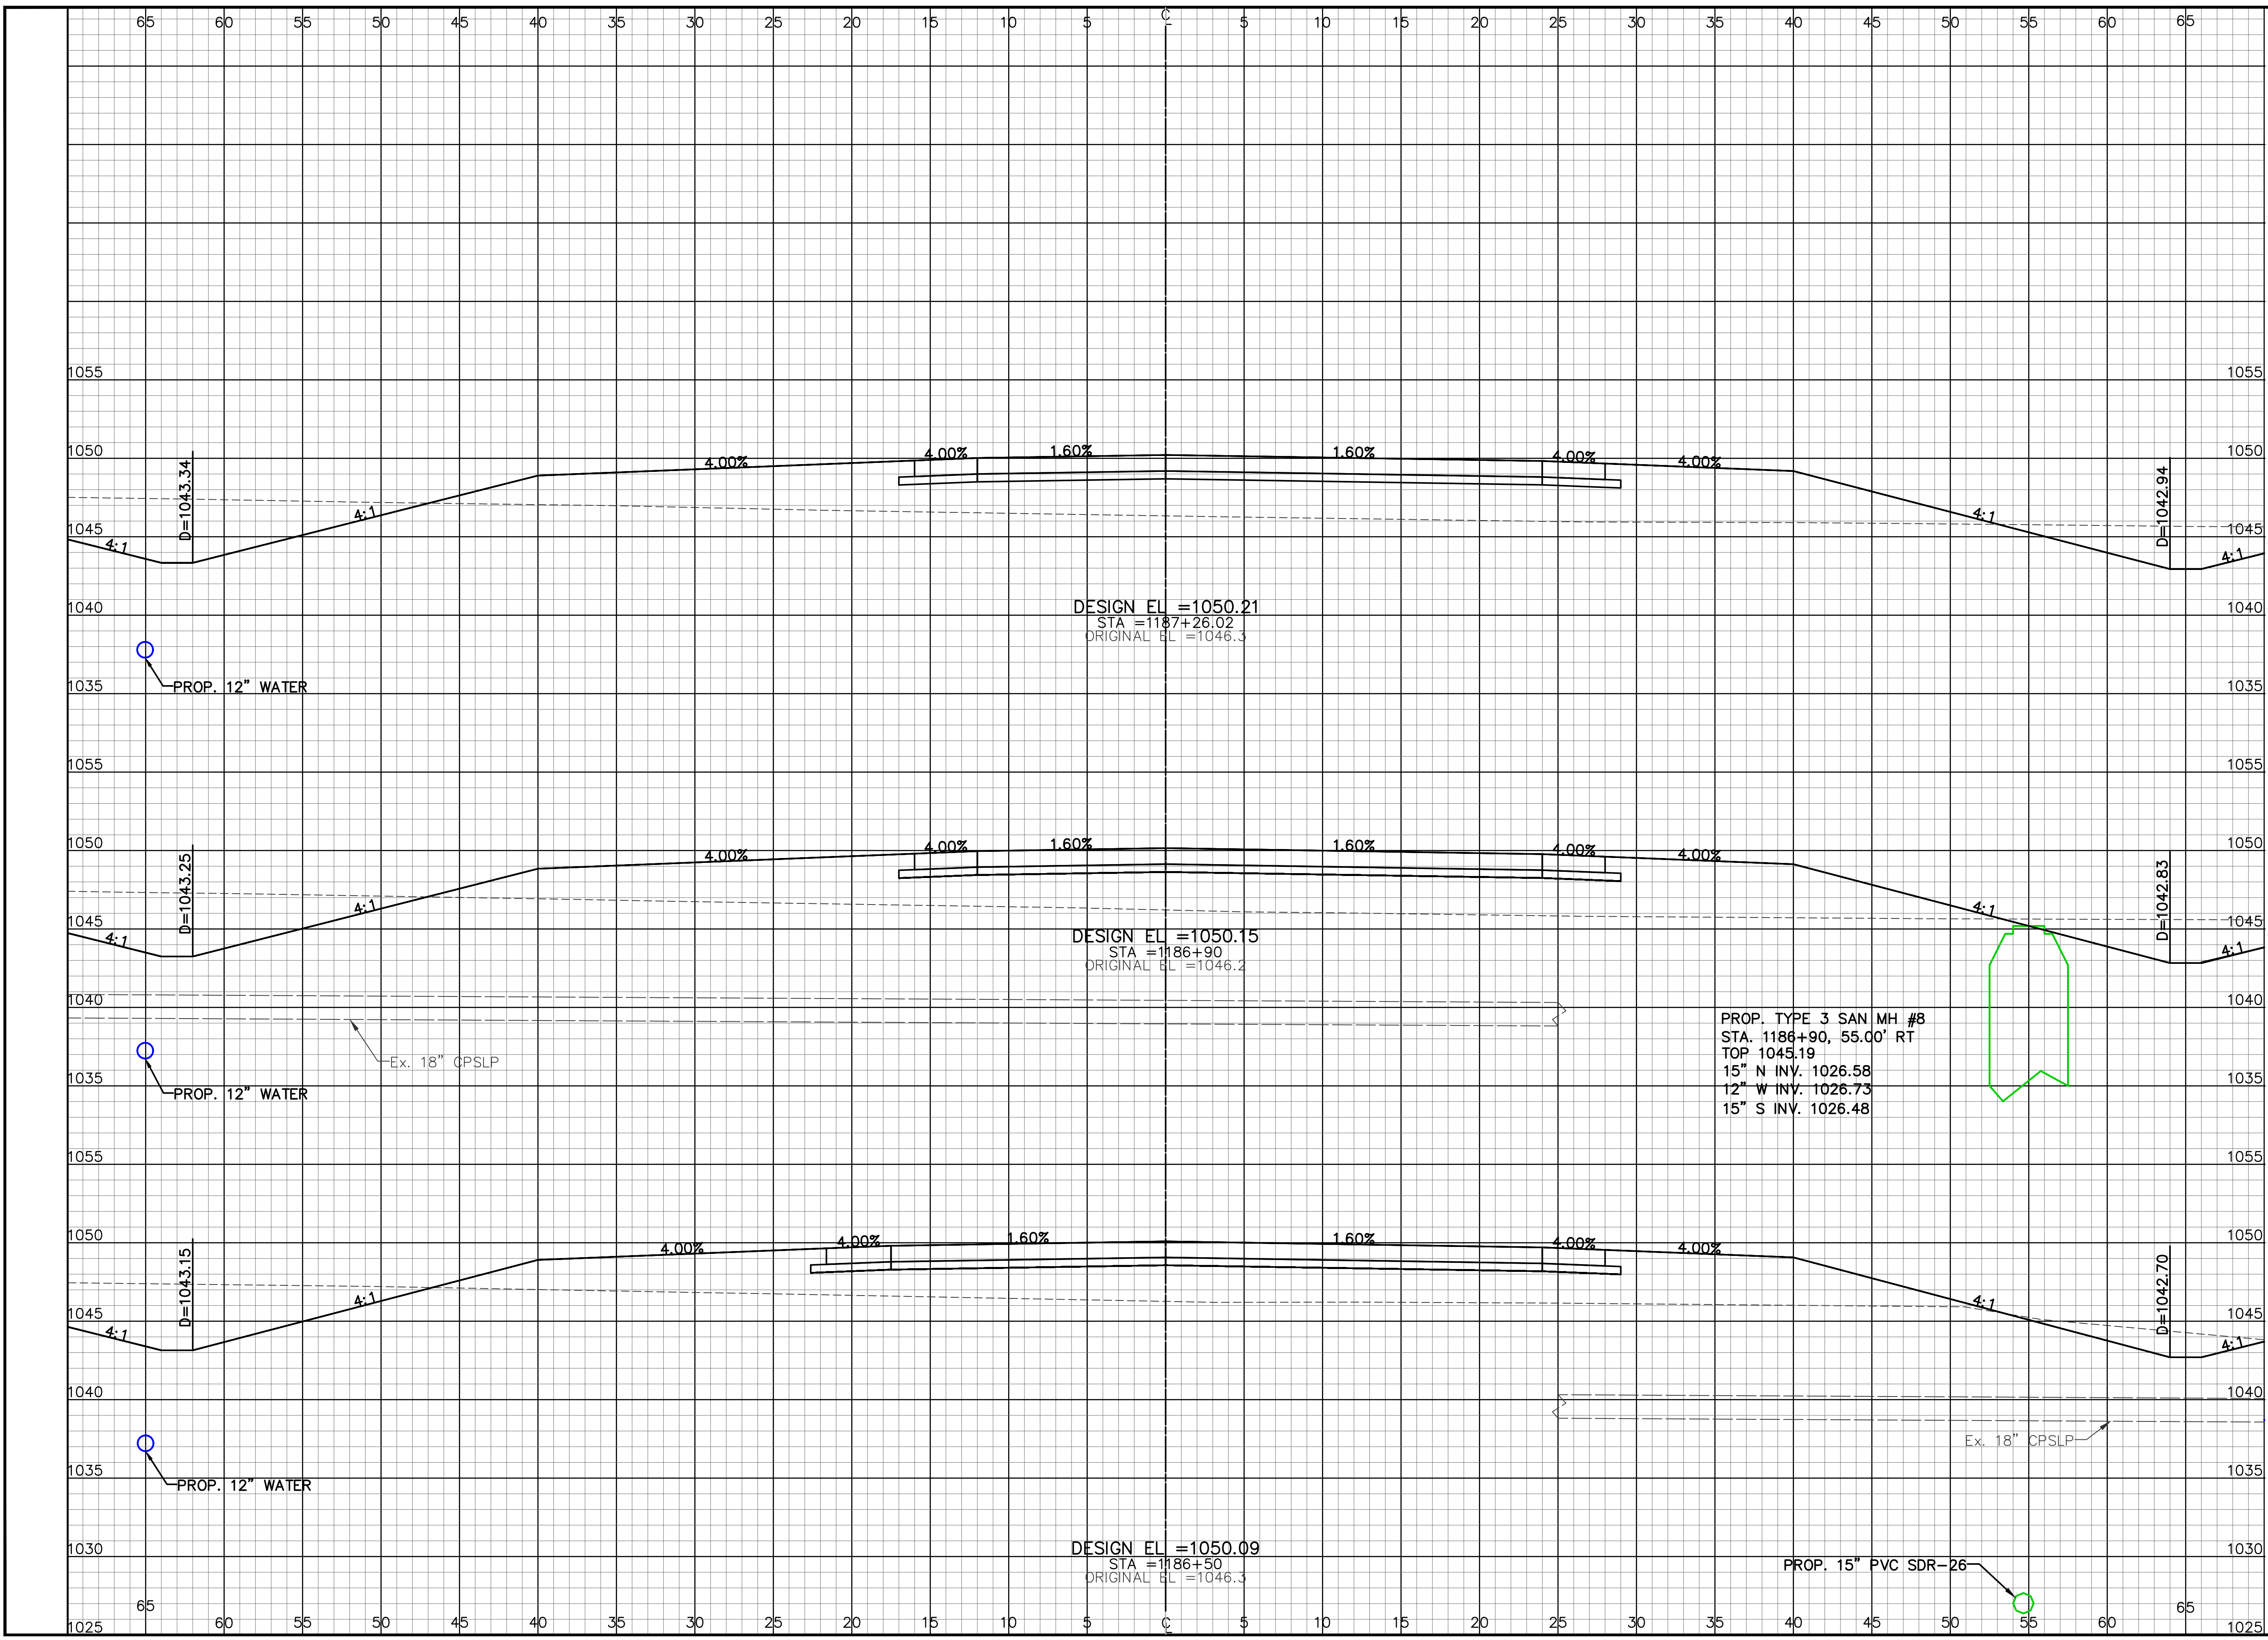 65 60 55 50 45 40 35 30 25 20 15 10 5 ℄ 5 10 15 20 25 30 35 40 45 50 55 60 65
1055 1055
1050 1050
4.00% 4.00% 1.60% 1.60% 4.00% 4.00%
D=1043.34 D=1042.94
4:1 4:1
1045 1045
4:1 4:1
DESIGN EL =1050.21
1040 1040
STA =1187+26.02
ORIGINAL EL =1046.3
1035 PROP. 12" WATER 1035
1055 1055
1050 1050
4.00% 4.00% 1.60% 1.60% 4.00% 4.00%
D=1043.25 D=1042.83
4:1 4:1
1045 1045
4:1 4:1
DESIGN EL =1050.15
STA =1186+90
ORIGINAL EL =1046.2
1040 1040
PROP. TYPE 3 SAN MH #8
STA. 1186+90, 55.00' RT
TOP 1045.19
15" N INV. 1026.58
12" W INV. 1026.73
15" S INV. 1026.48
Ex. 18" CPSLP
1035 1035
PROP. 12" WATER
1055 1055
1050 1050
4.00% 4.00% 1.60% 1.60% 4.00% 4.00%
D=1043.15 D=1042.70
4:1 4:1
1045 1045
4:1 4:1
1040 1040
Ex. 18" CPSLP
1035 1035
PROP. 12" WATER
1030 1030
DESIGN EL =1050.09
STA =1186+50
ORIGINAL EL =1046.3
PROP. 15" PVC SDR-26
1025 1025
65 60 55 50 45 40 35 30 25 20 15 10 5 ℄ 5 10 15 20 25 30 35 40 45 50 55 60 65